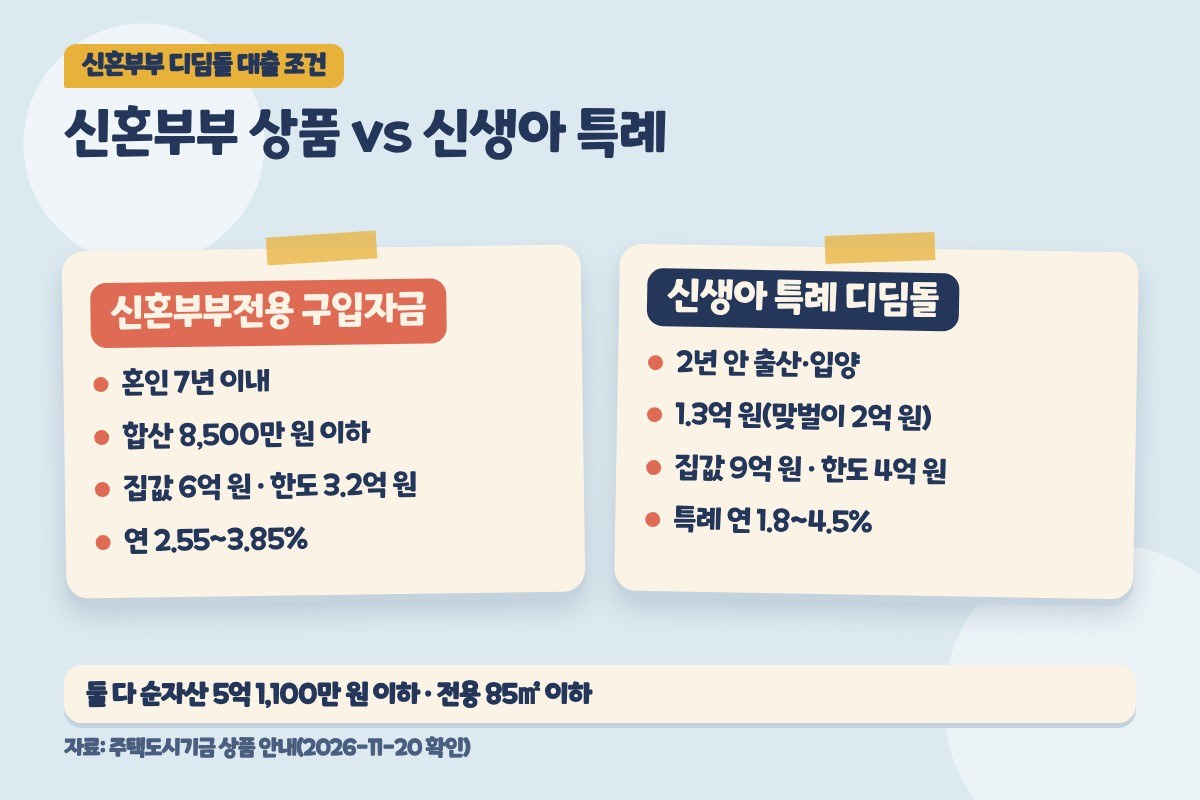 신혼부부 디딤돌 대출 조건
신혼부부 상품 vs 신생아 특례
신혼부부전용 구입자금
혼인 7년 이내
합산 8,500만 원 이하
집값 6억 원 · 한도 3.2억 원
연 2.55~3.85%
신생아 특례 디딤돌
2년 안 출산·입양
1.3억 원(맞벌이 2억 원)
집값 9억 원 · 한도 4억 원
특례 연 1.8~4.5%
둘 다 순자산 5억 1,100만 원 이하 · 전용 85㎡ 이하
자료: 주택도시기금 상품 안내(2026-11-20 확인)